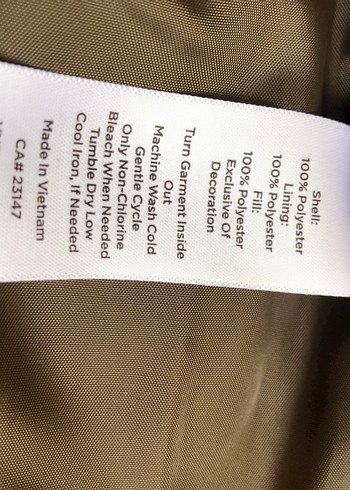 Shell:
100% Polyester
Lining:
100% Polyester
Fill:
100% Polyester
Exclusive Of
Decoration
Turn Garment Inside
Out
Machine Wash Cold
Gentle Cycle
Only Non-Chlorine
Bleach When Needed
Tumble Dry Low
Cool Iron, If Needed
Made In Vietnam
CA# 23147